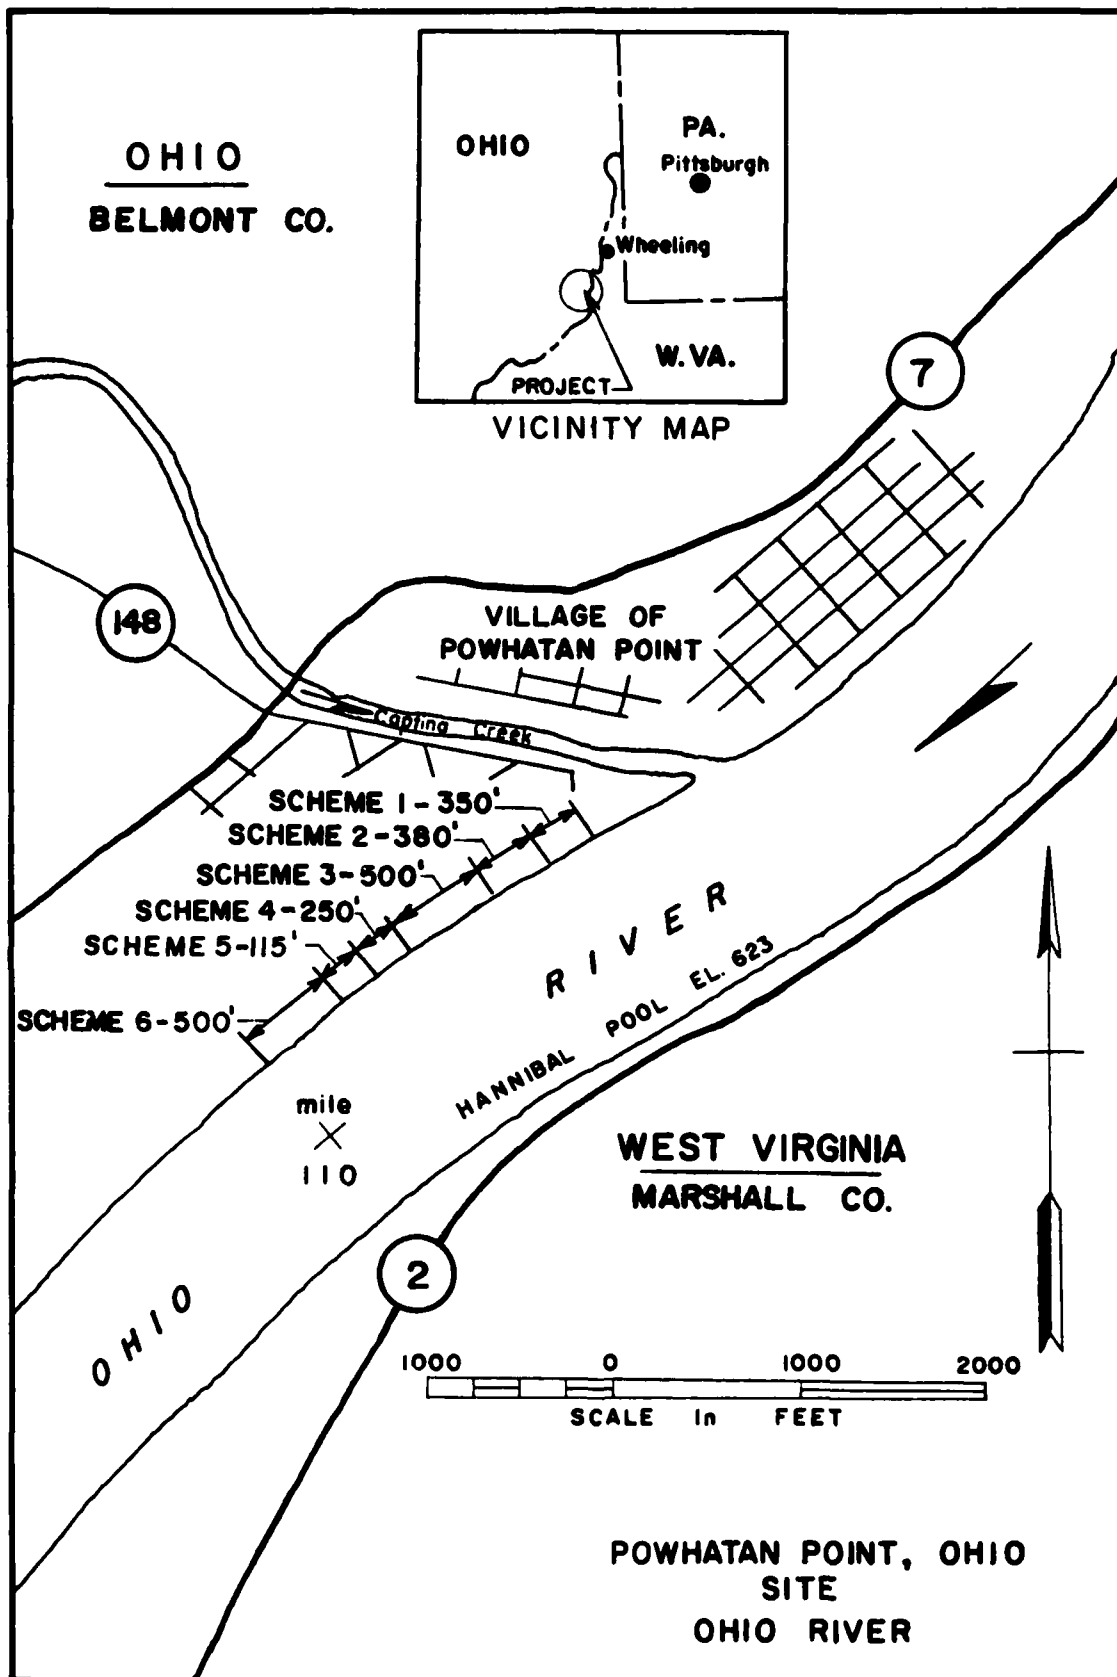 OHIO
BELMONT CO.
OHIO
PA.
Pittsburgh
Wheeling
W. VA.
PROJECT
VICINITY MAP
7
148
VILLAGE OF
POWHATAN POINT
Captina Creek
SCHEME 1-350'
SCHEME 2-380'
SCHEME 3-500'
SCHEME 4-250'
SCHEME 5-115'
SCHEME 6-500'
OHIO RIVER
HANNIBAL POOL EL. 623
mile
110
WEST VIRGINIA
MARSHALL CO.
2
1000 0 1000 2000
SCALE In FEET
POWHATAN POINT, OHIO
SITE
OHIO RIVER